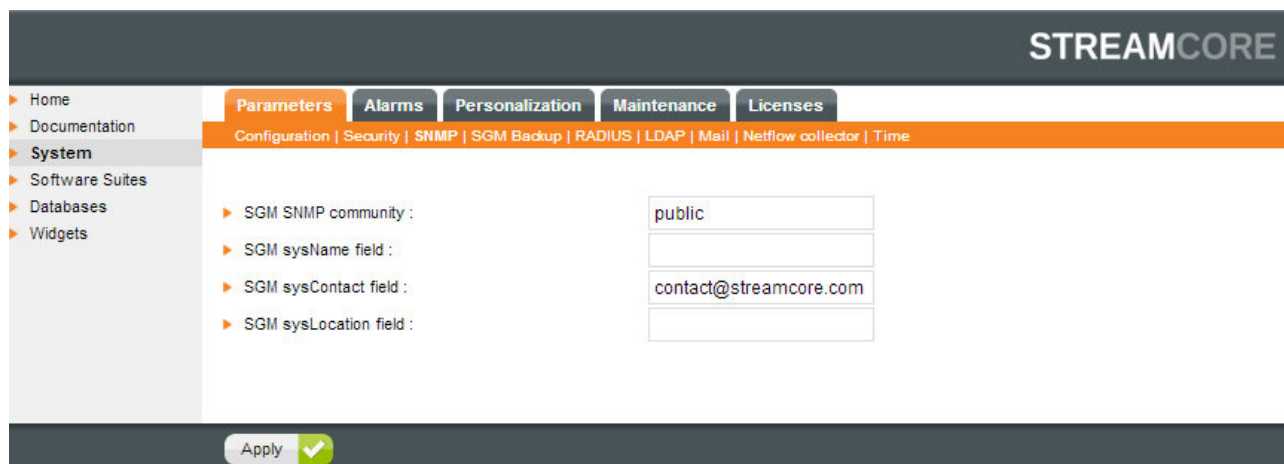 STREAMCORE
Home
Documentation
System
Software Suites
Databases
Widgets
Parameters Alarms Personalization Maintenance Licenses
Configuration | Security | SNMP | SGM Backup | RADIUS | LDAP | Mail | Netflow collector | Time
SGM SNMP community : public
SGM sysName field :
SGM sysContact field : contact@streamcore.com
SGM sysLocation field :
Apply